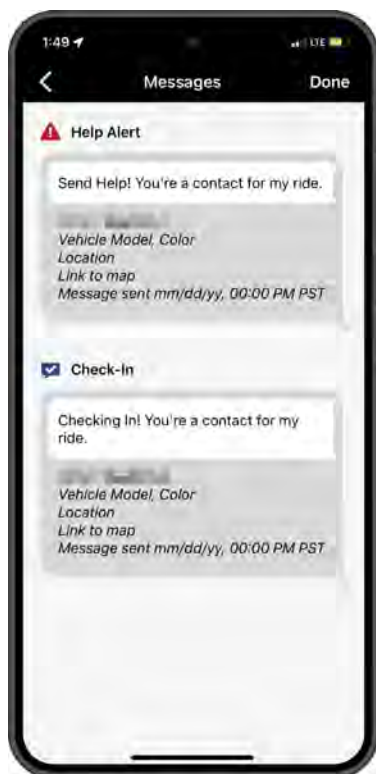 1:49 LTE
Messages Done
Help Alert
Send Help! You're a contact for my ride.
Vehicle Model, Color
Location
Link to map
Message sent mm/dd/yy, 00:00 PM PST
Check-In
Checking In! You're a contact for my
ride.
Vehicle Model, Color
Location
Link to map
Message sent mm/dd/yy, 00:00 PM PST